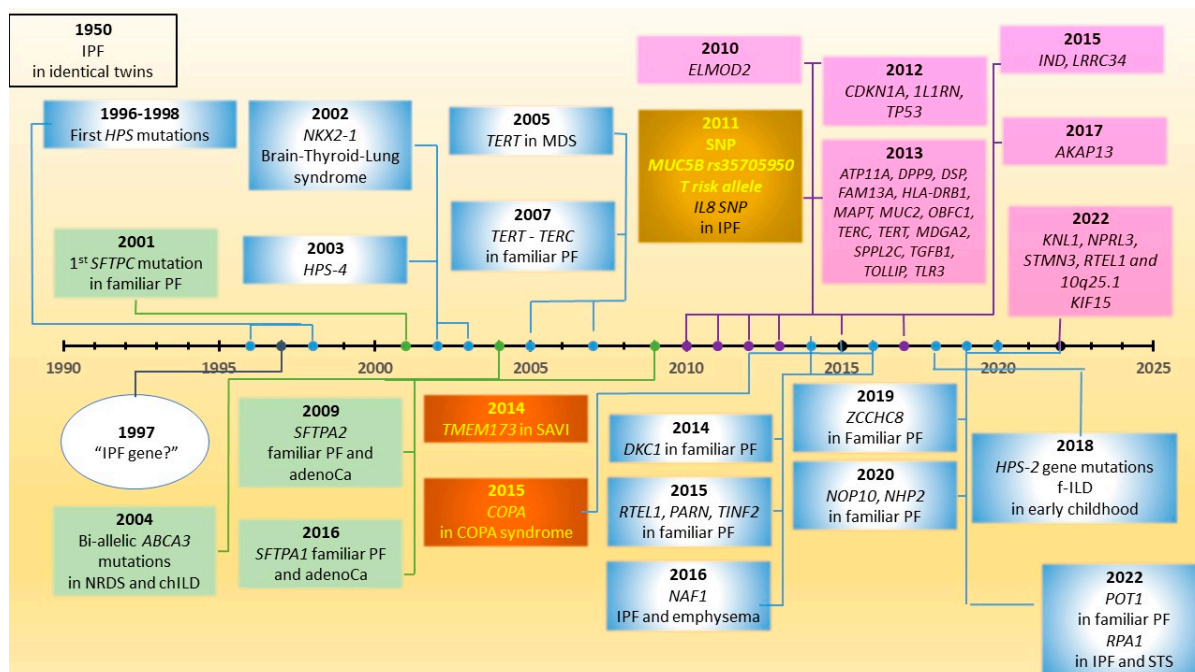 1950
IPF
in identical twins
1996-1998
First HPS mutations
2002
NKX2-1
Brain-Thyroid-Lung
syndrome
2005
TERT in MDS
2010
ELMOD2
2015
IND, LRRC34
2012
CDKN1A, 1L1RN,
TP53
2011
SNP
MUC5B rs35705950
T risk allele
IL8 SNP
in IPF
2017
AKAP13
2013
ATP11A, DPP9, DSP,
FAM13A, HLA-DRB1,
MAPT, MUC2, OBFC1,
TERC, TERT, MDGA2,
SPPL2C, TGFB1,
TOLLIP, TLR3
2001
1st SFTPC mutation
in familiar PF
2003
HPS-4
2007
TERT - TERC
in familiar PF
2022
KNL1, NPRL3,
STMN3, RTEL1 and
10q25.1
KIF15
1990 1995 2000 2005 2010 2015 2020 2025
1997
“IPF gene?”
2009
SFTPA2
familiar PF and
adenoCa
2014
TMEM173 in SAVI
2014
DKC1 in familiar PF
2019
ZCCHC8
in Familiar PF
2018
HPS-2 gene mutations
f-ILD
in early childhood
2004
Bi-allelic ABCA3
mutations
in NRDS and chILD
2016
SFTPA1 familiar PF
and adenoCa
2015
COPA
in COPA syndrome
2015
RTEL1, PARN, TINF2
in familiar PF
2020
NOP10, NHP2
in familiar PF
2016
NAF1
IPF and emphysema
2022
POT1
in familiar PF
RPA1
in IPF and STS